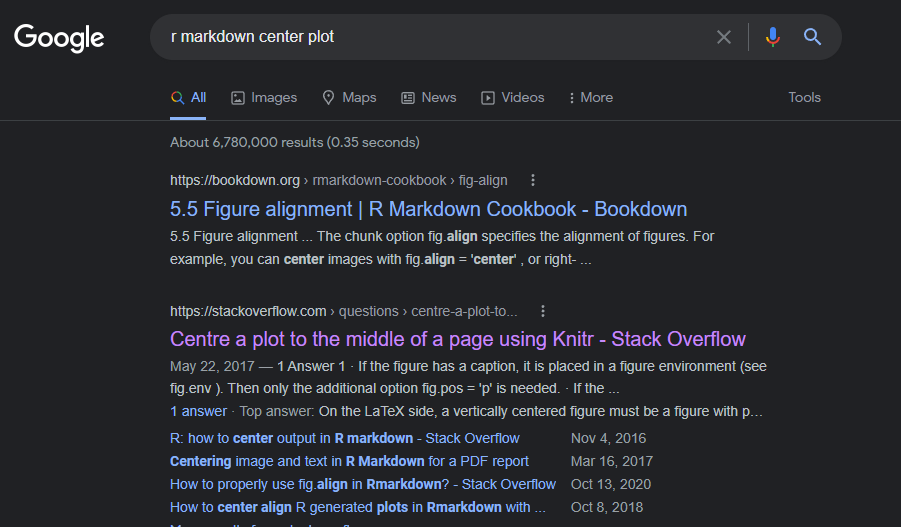 Google
r markdown center plot
All Images Maps News Videos More Tools
About 6,780,000 results (0.35 seconds)
https://bookdown.org › rmarkdown-cookbook › fig-align
5.5 Figure alignment | R Markdown Cookbook - Bookdown
5.5 Figure alignment ... The chunk option fig.align specifies the alignment of figures. For
example, you can center images with fig.align = 'center' , or right- ...
https://stackoverflow.com › questions › centre-a-plot-to...
Centre a plot to the middle of a page using Knitr - Stack Overflow
May 22, 2017 — 1 Answer 1 · If the figure has a caption, it is placed in a figure environment (see
fig.env ). Then only the additional option fig.pos = 'p' is needed. · If the ...
1 answer · Top answer: On the LaTeX side, a vertically centered figure must be a figure with p…
R: how to center output in R markdown - Stack Overflow Nov 4, 2016
Centering image and text in R Markdown for a PDF report Mar 16, 2017
How to properly use fig.align in Rmarkdown? - Stack Overflow Oct 13, 2020
How to center align R generated plots in Rmarkdown with ... Oct 8, 2018